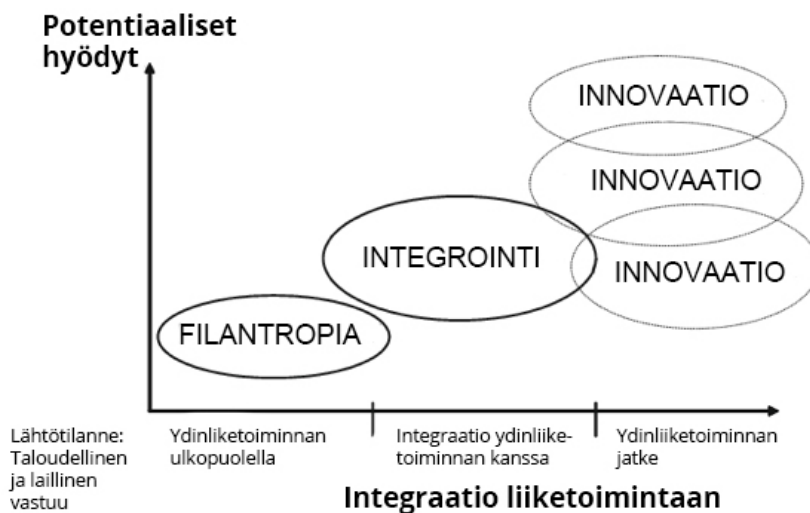 Potentiaaliset
hyödyt
INNOVAATIO
INNOVAATIO
INTEGROINTI
INNOVAATIO
FILANTROPIA
Lähtötilanne:
Taloudellinen
ja laillinen
vastuu
Ydinliketoiminnan
ulkopuolella
Integraatio ydinliike-
toiminnan kanssa
Ydinliiketoiminnan
jatke
Integraatio liiketoimintaan